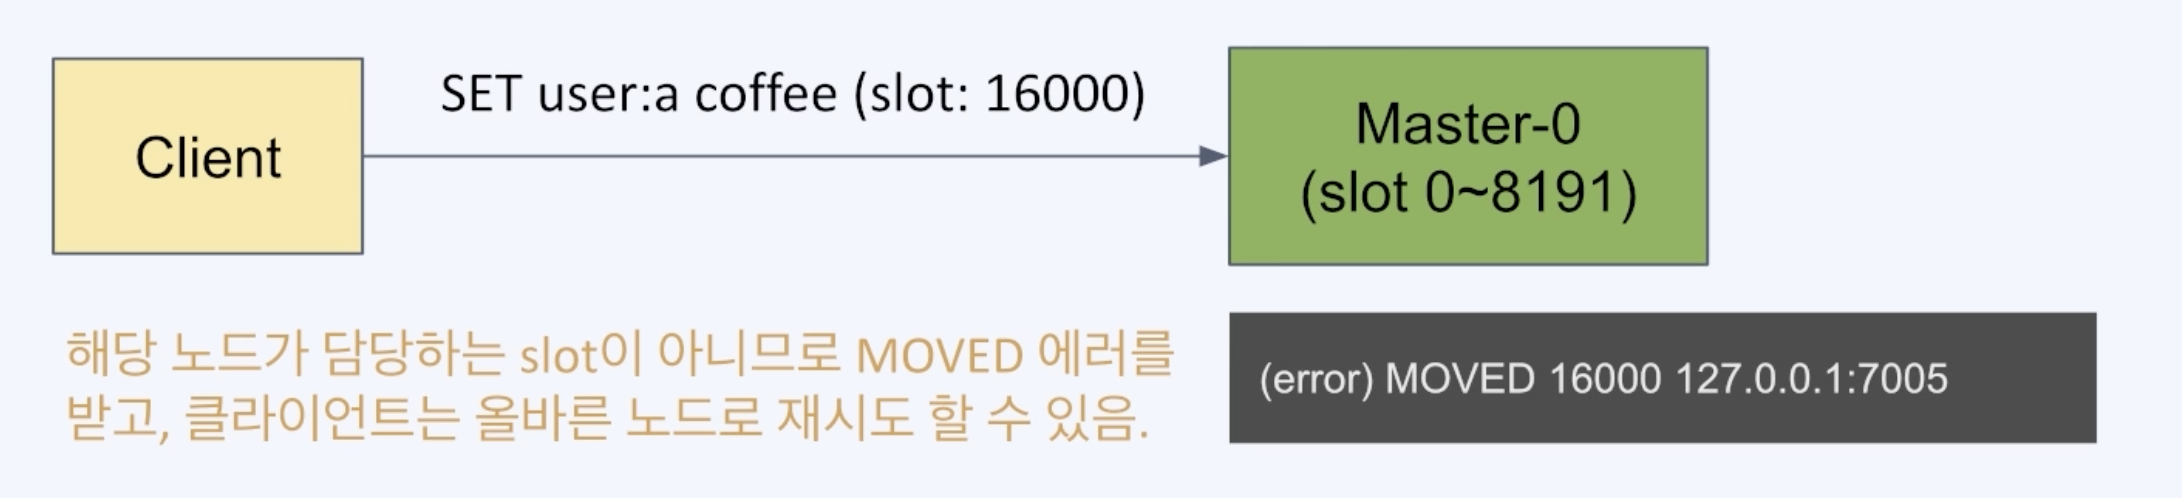 SET user:a coffee (slot: 16000)
Client
Master-0
(slot 0~8191)
해당 노드가 담당하는 slot이 아니므로 MOVED 에러를
받고, 클라이언트는 올바른 노드로 재시도 할 수 있음.
(error) MOVED 16000 127.0.0.1:7005